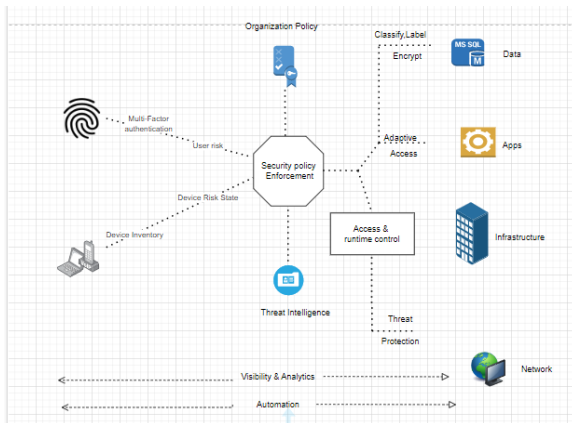 Organization Policy
Classify.Label
Encrypt
MS SQL
M
Data
Multi-Factor
authentication
User risk
Adaptive
Access
Apps
Security policy
Enforcement
Device Risk State
Device Inventory
Access &
runtime control
Infrastructure
Threat Intelligence
Threat
Protection
Visibility & Analytics
Network
Automation